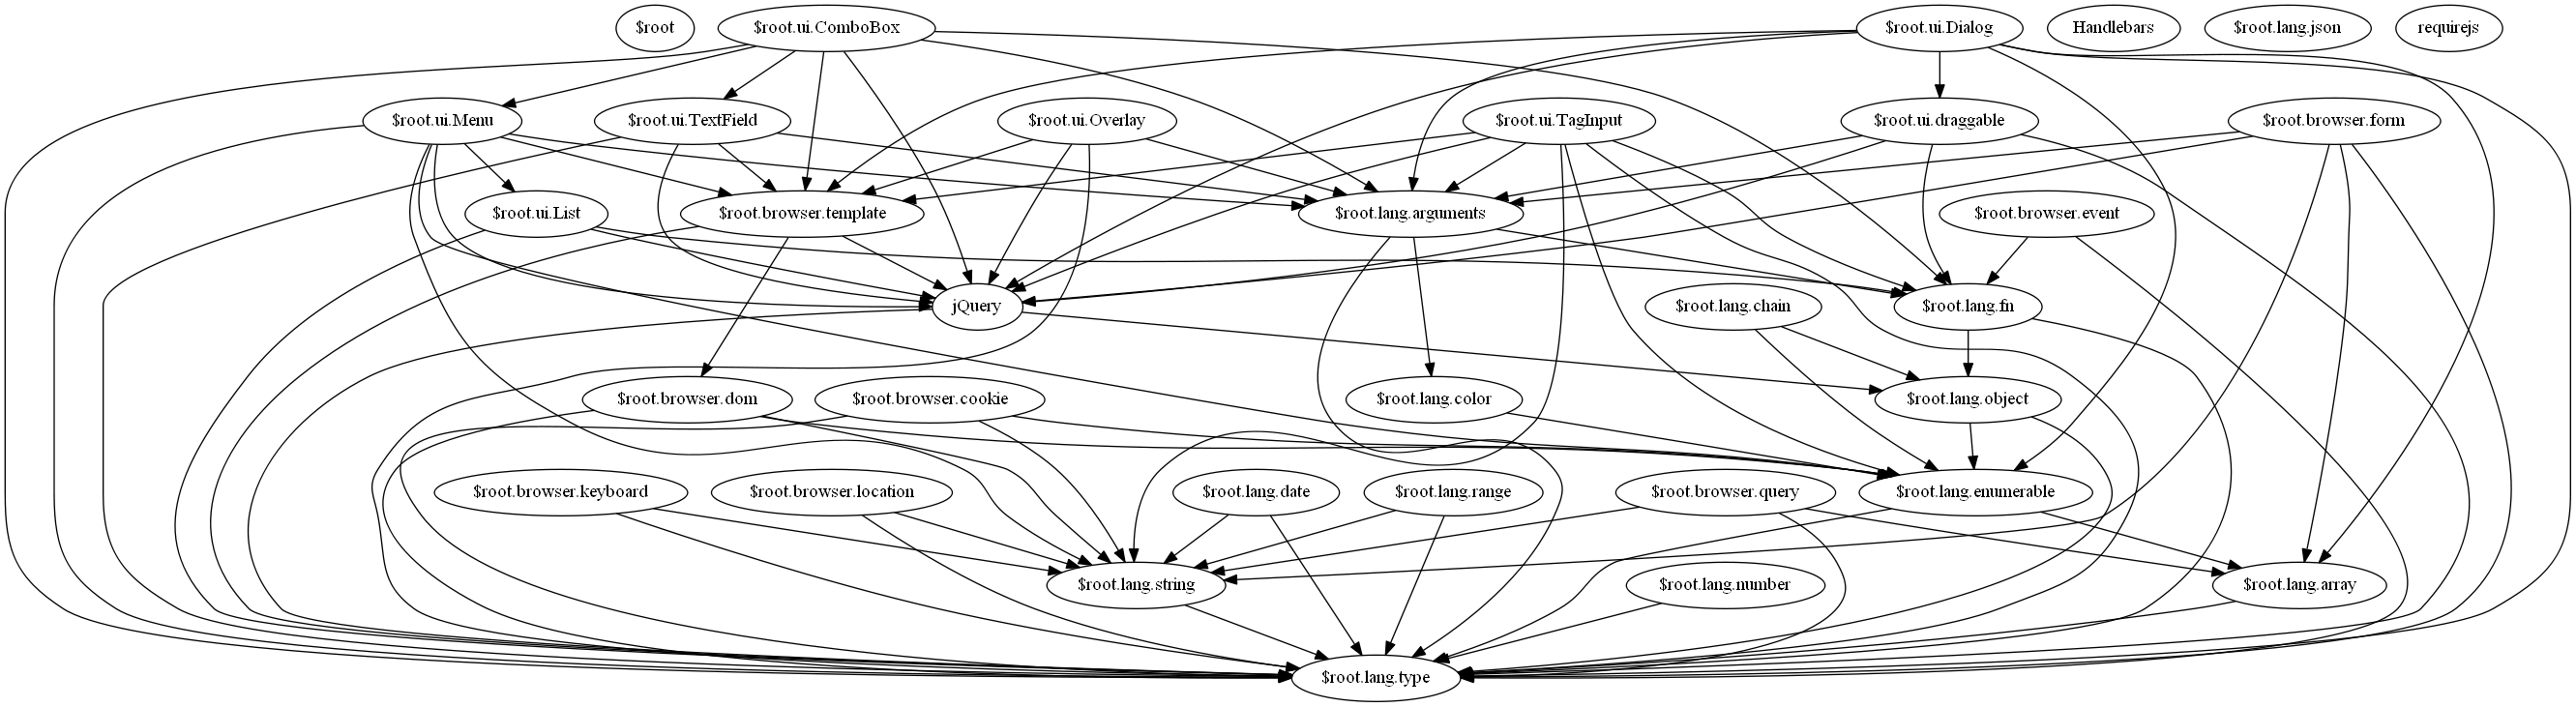 $root
$root.ui.ComboBox
$root.ui.Dialog
Handlebars
$root.lang.json
requirejs
$root.ui.Menu
$root.ui.TextField
$root.ui.Overlay
$root.ui.TagInput
$root.ui.draggable
$root.browser.form
$root.ui.List
$root.browser.template
$root.lang.arguments
$root.browser.event
jQuery
$root.lang.chain
$root.lang.fn
$root.browser.dom
$root.browser.cookie
$root.lang.color
$root.lang.object
$root.browser.keyboard
$root.browser.location
$root.lang.date
$root.lang.range
$root.browser.query
$root.lang.enumerable
$root.lang.string
$root.lang.number
$root.lang.array
$root.lang.type